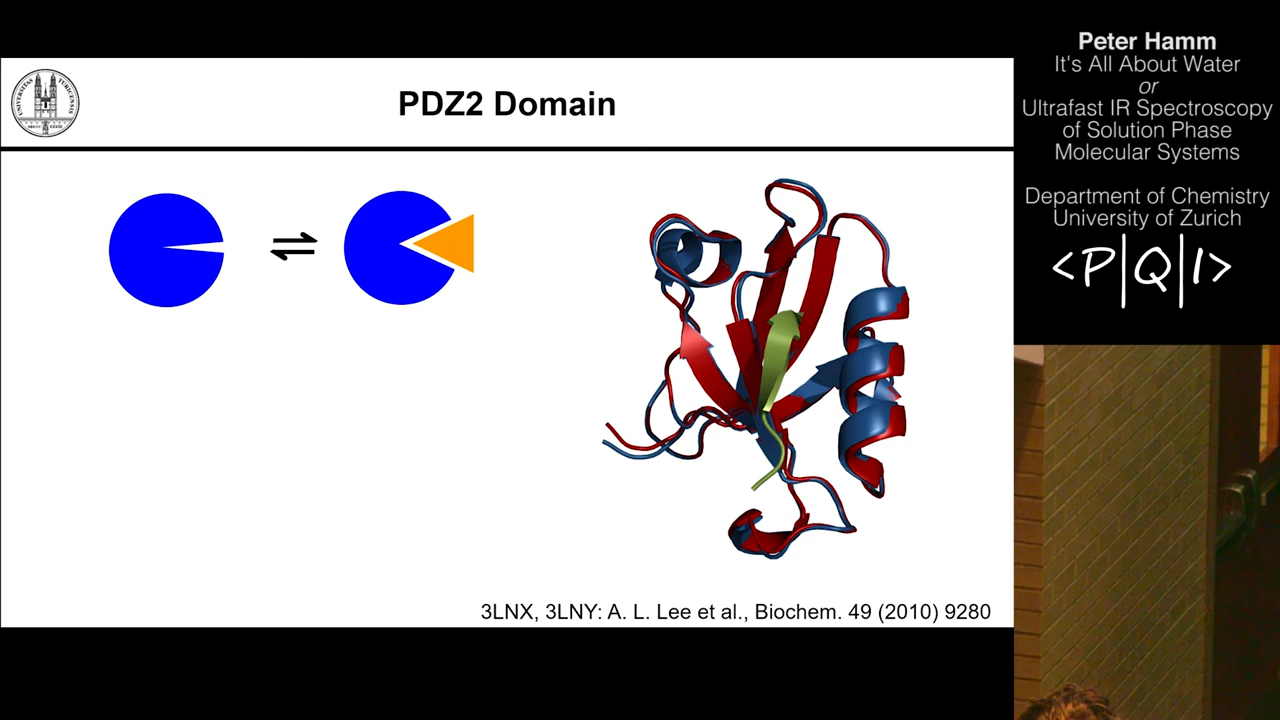 PDZ2 Domain
3LNX, 3LNY: A. L. Lee et al., Biochem. 49 (2010) 9280
Peter Hamm
It's All About Water
or
Ultrafast IR Spectroscopy
of Solution Phase
Molecular Systems
Department of Chemistry
University of Zurich
<P|Q|I>